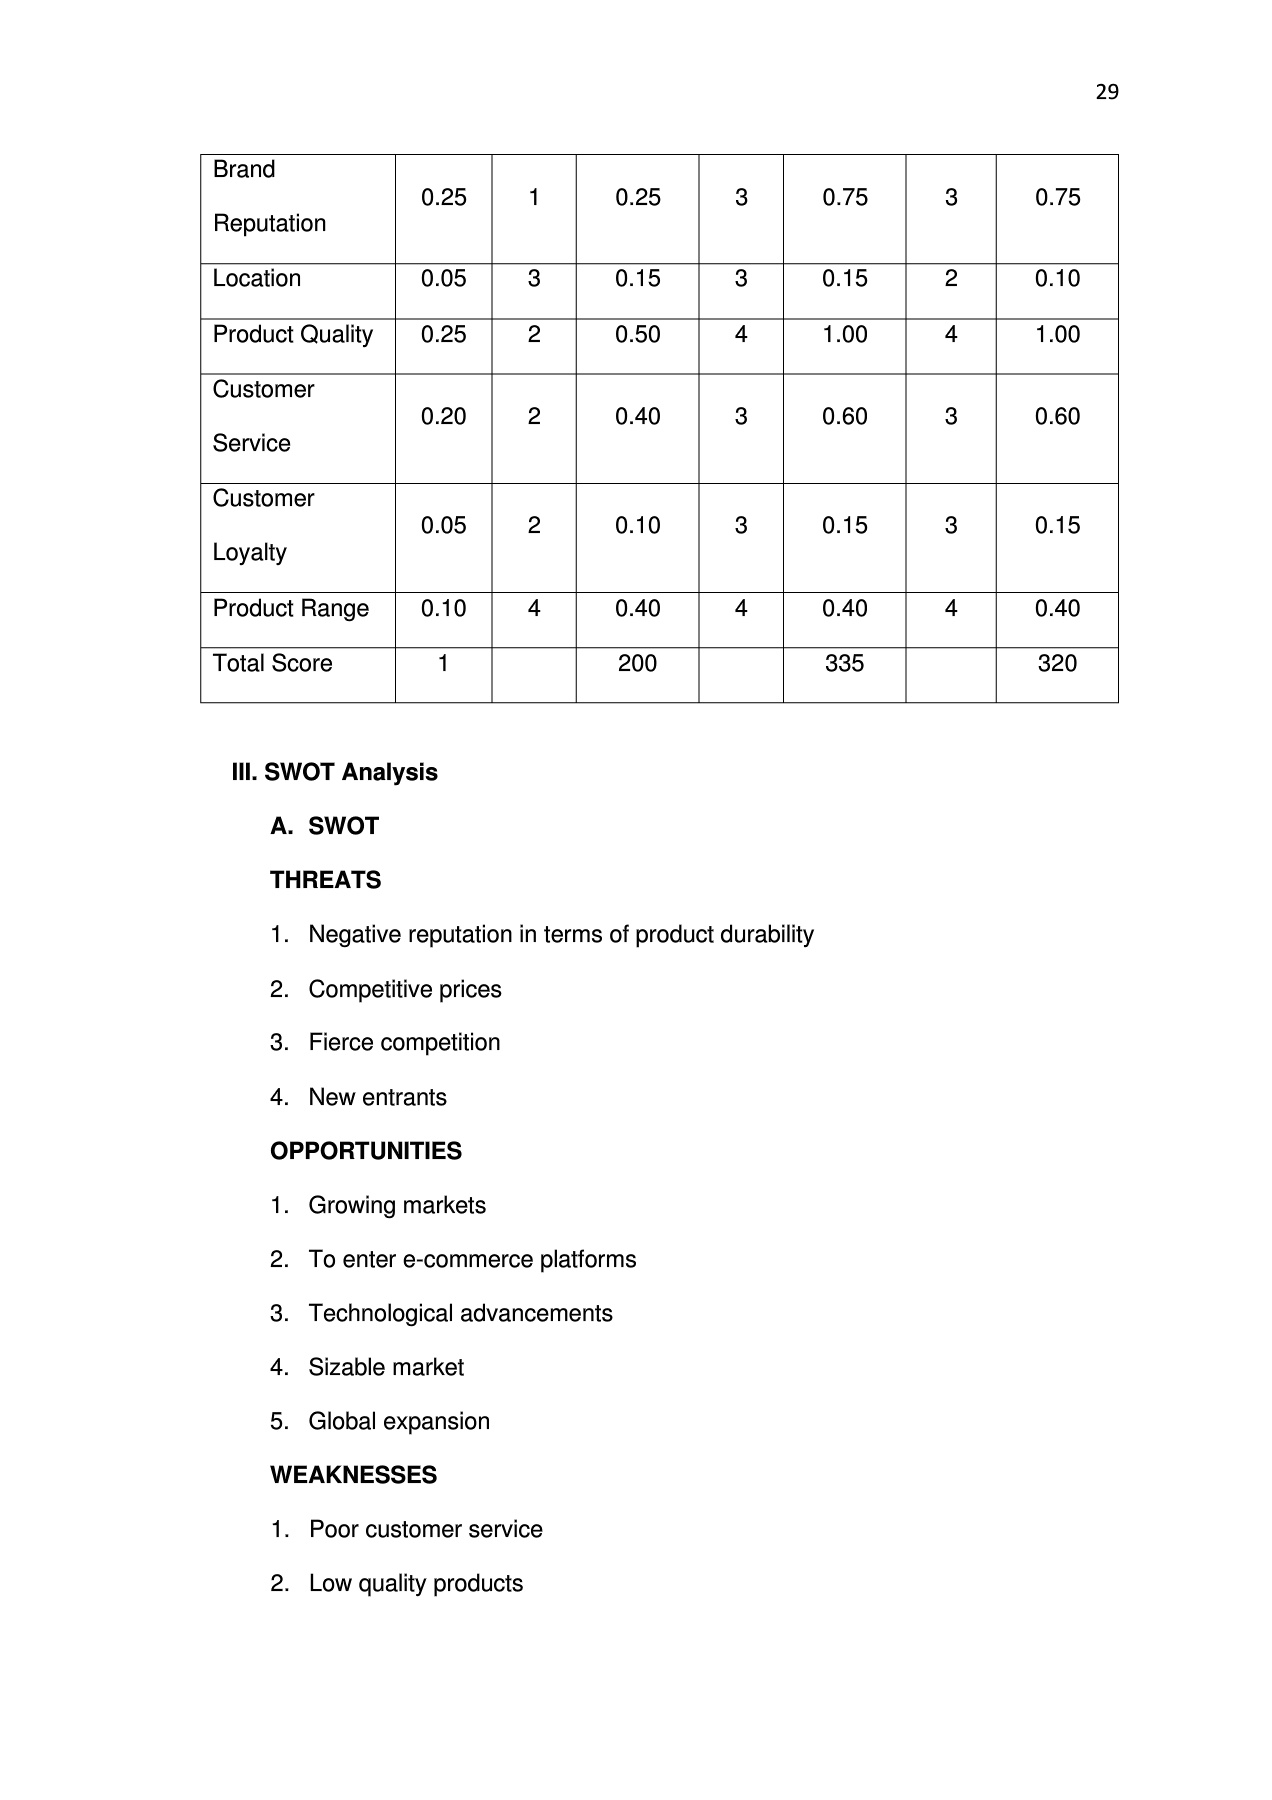 29
Brand
Reputation 0.25 1 0.25 3 0.75 3 0.75
Location 0.05 3 0.15 3 0.15 2 0.10
Product Quality 0.25 2 0.50 4 1.00 4 1.00
Customer
Service 0.20 2 0.40 3 0.60 3 0.60
Customer
Loyalty 0.05 2 0.10 3 0.15 3 0.15
Product Range 0.10 4 0.40 4 0.40 4 0.40
Total Score 1 200 335 320
III. SWOT Analysis
A. SWOT
THREATS
1. Negative reputation in terms of product durability
2. Competitive prices
3. Fierce competition
4. New entrants
OPPORTUNITIES
1. Growing markets
2. To enter e-commerce platforms
3. Technological advancements
4. Sizable market
5. Global expansion
WEAKNESSES
1. Poor customer service
2. Low quality products